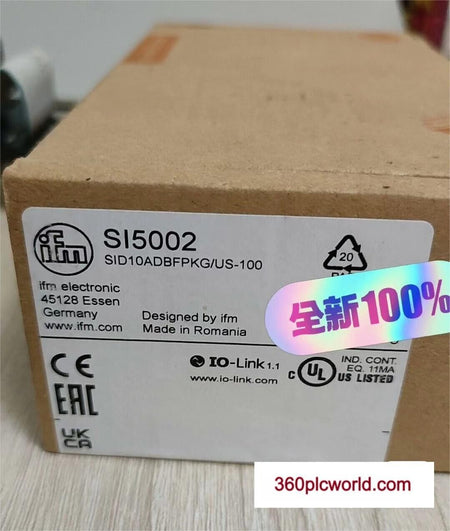 ifm
SI5002
SID10ADBFPKG/US-100
ifm electronic
45128 Essen
Germany
www.ifm.com
Designed by ifm
Made in Romania
20
全新100%
CE
EAC
UK
CA
IO-Link 1.1
www.io-link.com
C UL US LISTED
IND. CONT.
EQ. 11MA
360plcworld.com